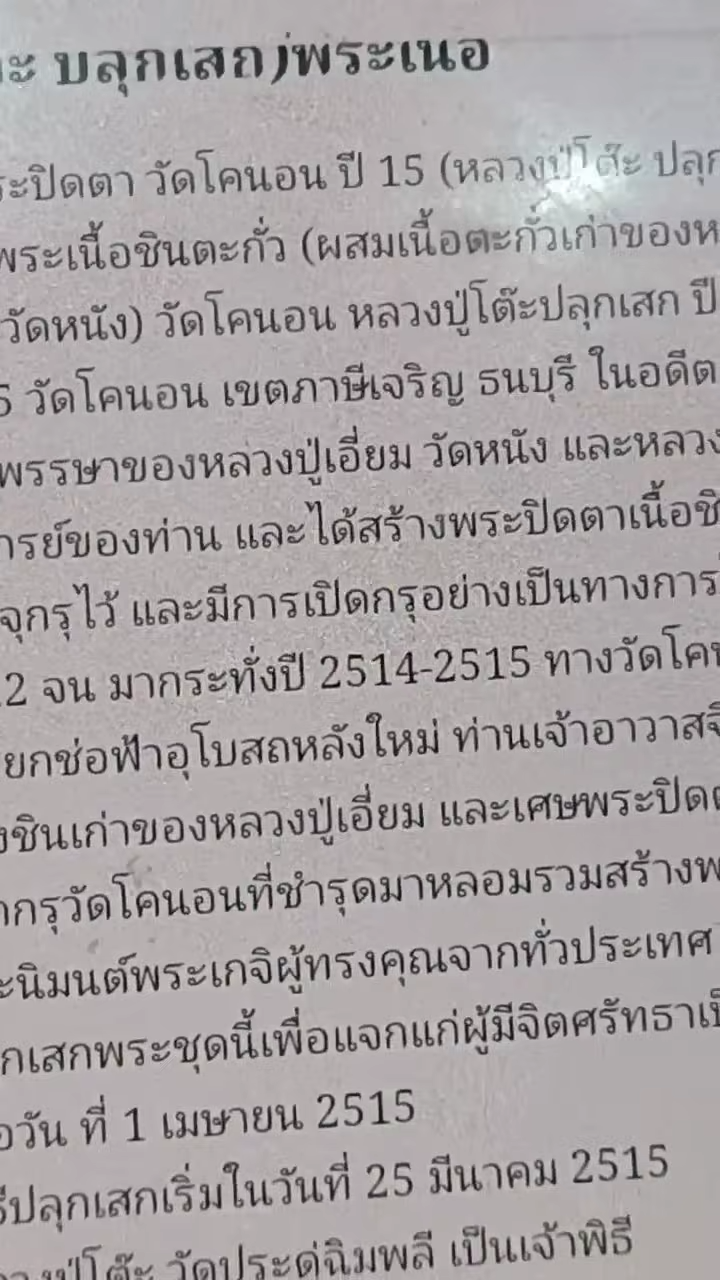 ะ ปลุกเสก)พระเนอ
ระปิดตา วัดโคนอน ปี 15 (หลวงปู่โต๊ะ ปลุก
พระเนื้อชินตะกั่ว (ผสมเนื้อตะกั่วเก่าของห
วัดหนัง) วัดโคนอน หลวงปู่โต๊ะปลุกเสก ปี
5 วัดโคนอน เขตภาษีเจริญ ธนบุรี ในอดีต
พรรษาของหลวงปู่เอี่ยม วัดหนัง และหลวง
ารย์ของท่าน และได้สร้างพระปิดตาเนื้อชิ
จุกรุไว้ และมีการเปิดกรุอย่างเป็นทางการ
2 จน มากระทั่งปี 2514-2515 ทางวัดโคน
ยกช่อฟ้าอุโบสถหลังใหม่ ท่านเจ้าอาวาสจึ
งชินเก่าของหลวงปู่เอี่ยม และเศษพระปิดต
ากรุวัดโคนอนที่ชำรุดมาหลอมรวมสร้างพ
ะนิมนต์พระเกจิผู้ทรงคุณจากทั่วประเทศ
กเสกพระชุดนี้เพื่อแจกแก่ผู้มีจิตศรัทธาเป็
อวัน ที่ 1 เมษายน 2515
ธีปลุกเสกเริ่มในวันที่ 25 มีนาคม 2515
วงปู่โต๊ะ วัดประดู่ฉิมพลี เป็นเจ้าพิธี